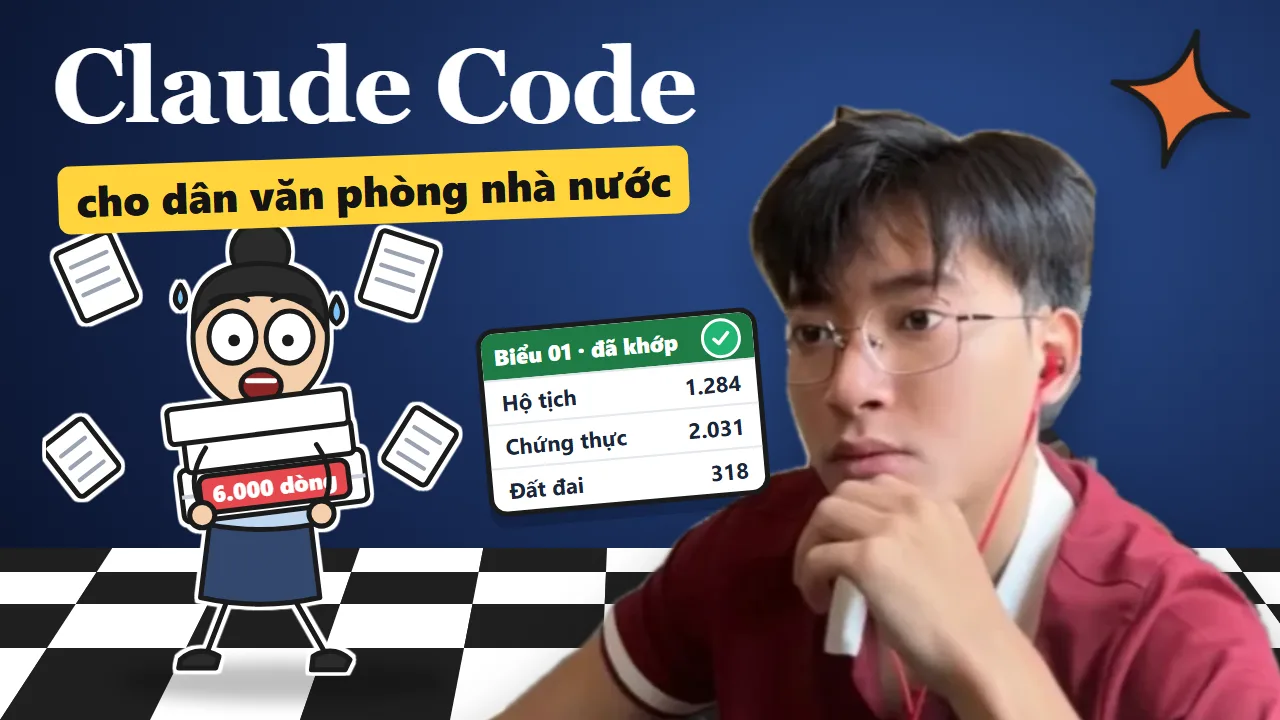 Claude Code
cho dân văn phòng nhà nước
Biểu 01 · đã khớp
Hộ tịch 1.284
Chứng thực 2.031
Đất đai 318
6.000 dòng